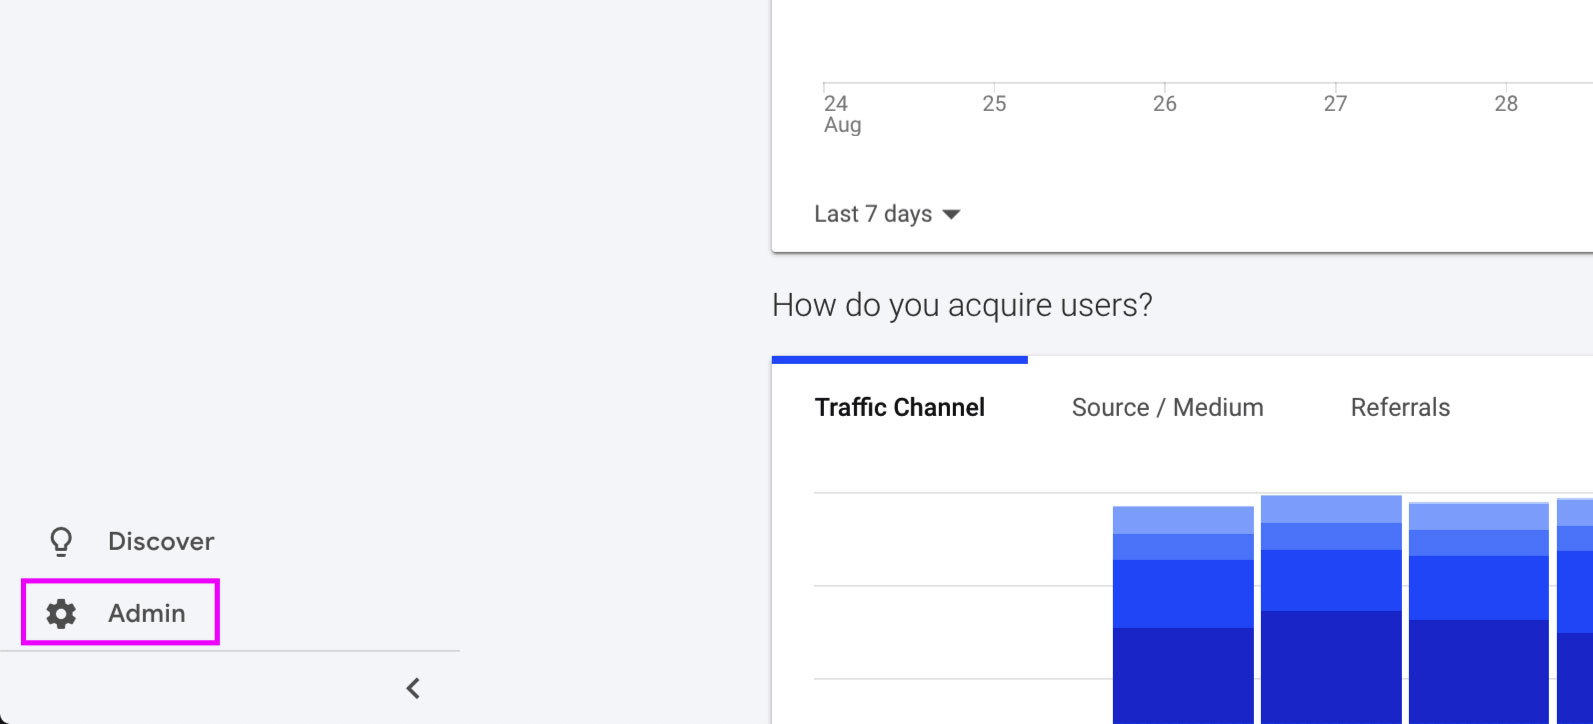 24 25 26 27 28
Aug
Last 7 days
How do you acquire users?
Traffic Channel Source / Medium Referrals
Discover
Admin